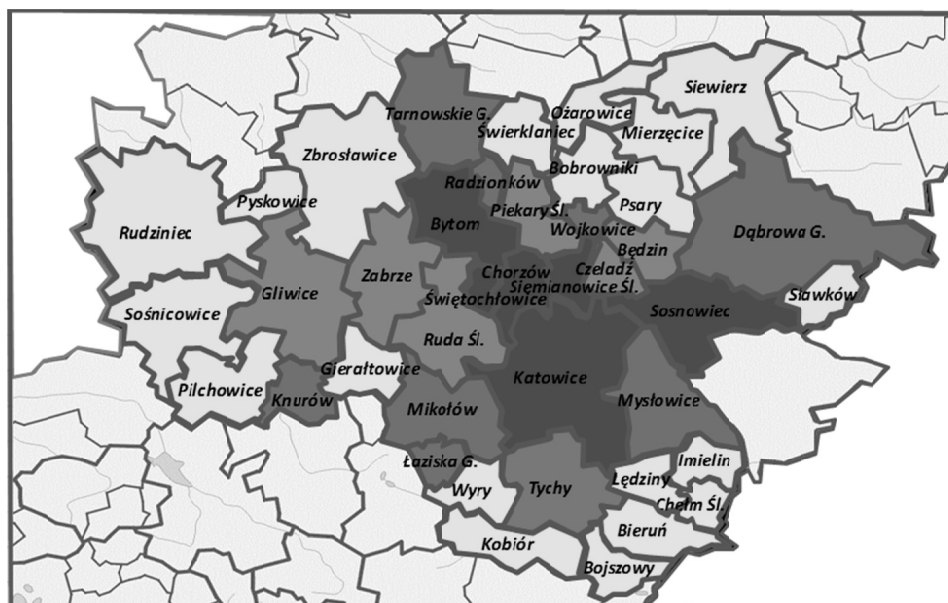 Siewierz
Tarnowskie G.
Ożarowice
Świerklaniec
Mierzęcice
Zbrosławice
Bobrowniki
Radzionków
Pyskowice
Piekary Śl.
Psary
Rudziniec
Bytom
Wojkowice
Dąbrowa G.
Będzin
Zabrze
Chorzów
Czeladź
Gliwice
Siemianowice Śl.
Sławków
Świętochłowice
Sośnicowice
Sosnowiec
Ruda Śl.
Gierałtowice
Katowice
Pilchowice
Knurów
Mikołów
Mysłowice
Łaziska G.
Imielin
Lędziny
Wyry
Tychy
Chełm Śl.
Bieruń
Kobiór
Bojszowy